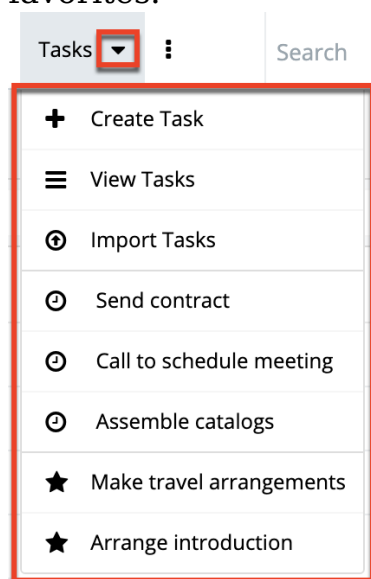 favorites.
Tasks
Search
Create Task
View Tasks
Import Tasks
Send contract
Call to schedule meeting
Assemble catalogs
Make travel arrangements
Arrange introduction